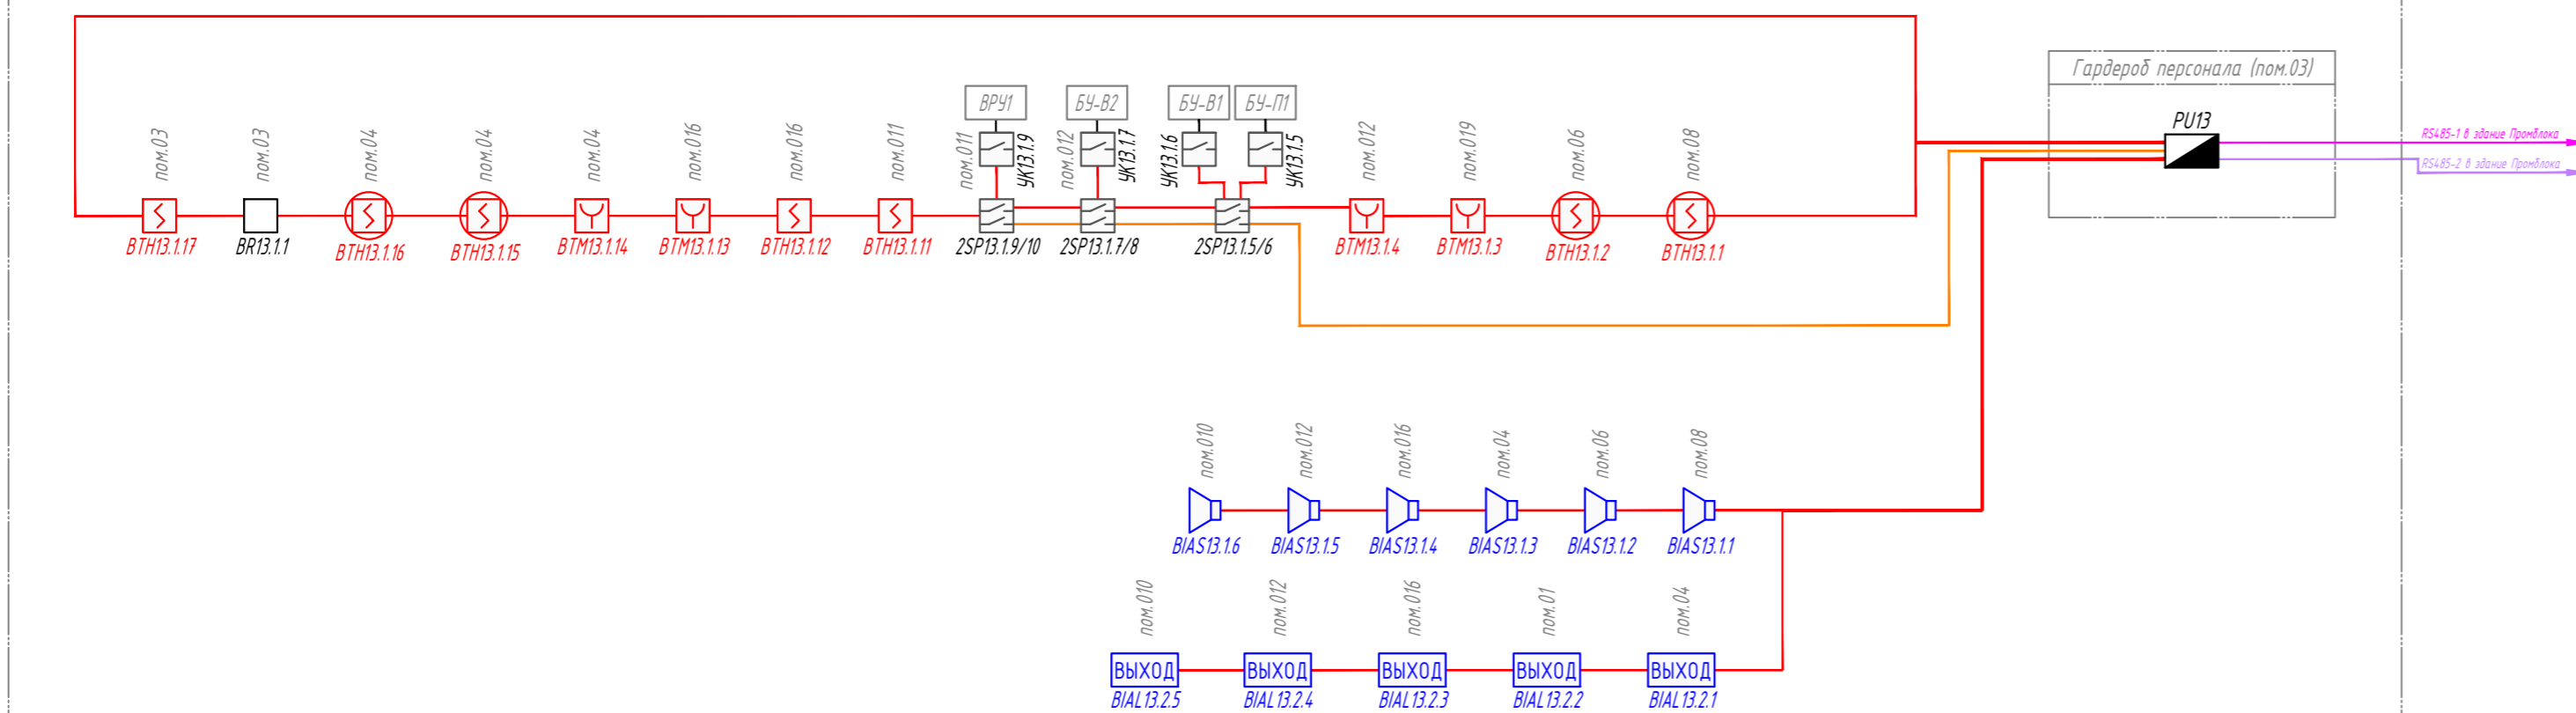 Гардероб персонала (пом.03)
PU13
RS485-1 в здание Промблока
RS485-2 в здание Промблока
ВРУ1
БУ-В2
БУ-В1
БУ-П1
пом.03
пом.03
пом.04
пом.04
пом.04
пом.016
пом.016
пом.011
пом.011
УК13.1.9
пом.012
УК13.1.7
УК13.1.6
УК13.1.5
пом.012
пом.019
пом.06
пом.08
BTH13.1.17
BR13.1.1
BTH13.1.16
BTH13.1.15
BTM13.1.14
BTM13.1.13
BTH13.1.12
BTH13.1.11
2SP13.1.9/10
2SP13.1.7/8
2SP13.1.5/6
BTM13.1.4
BTM13.1.3
BTH13.1.2
BTH13.1.1
пом.010
пом.012
пом.016
пом.04
пом.06
пом.08
BIAS13.1.6
BIAS13.1.5
BIAS13.1.4
BIAS13.1.3
BIAS13.1.2
BIAS13.1.1
пом.010
пом.012
пом.016
пом.01
пом.04
ВЫХОД
ВЫХОД
ВЫХОД
ВЫХОД
ВЫХОД
BIAL13.2.5
BIAL13.2.4
BIAL13.2.3
BIAL13.2.2
BIAL13.2.1